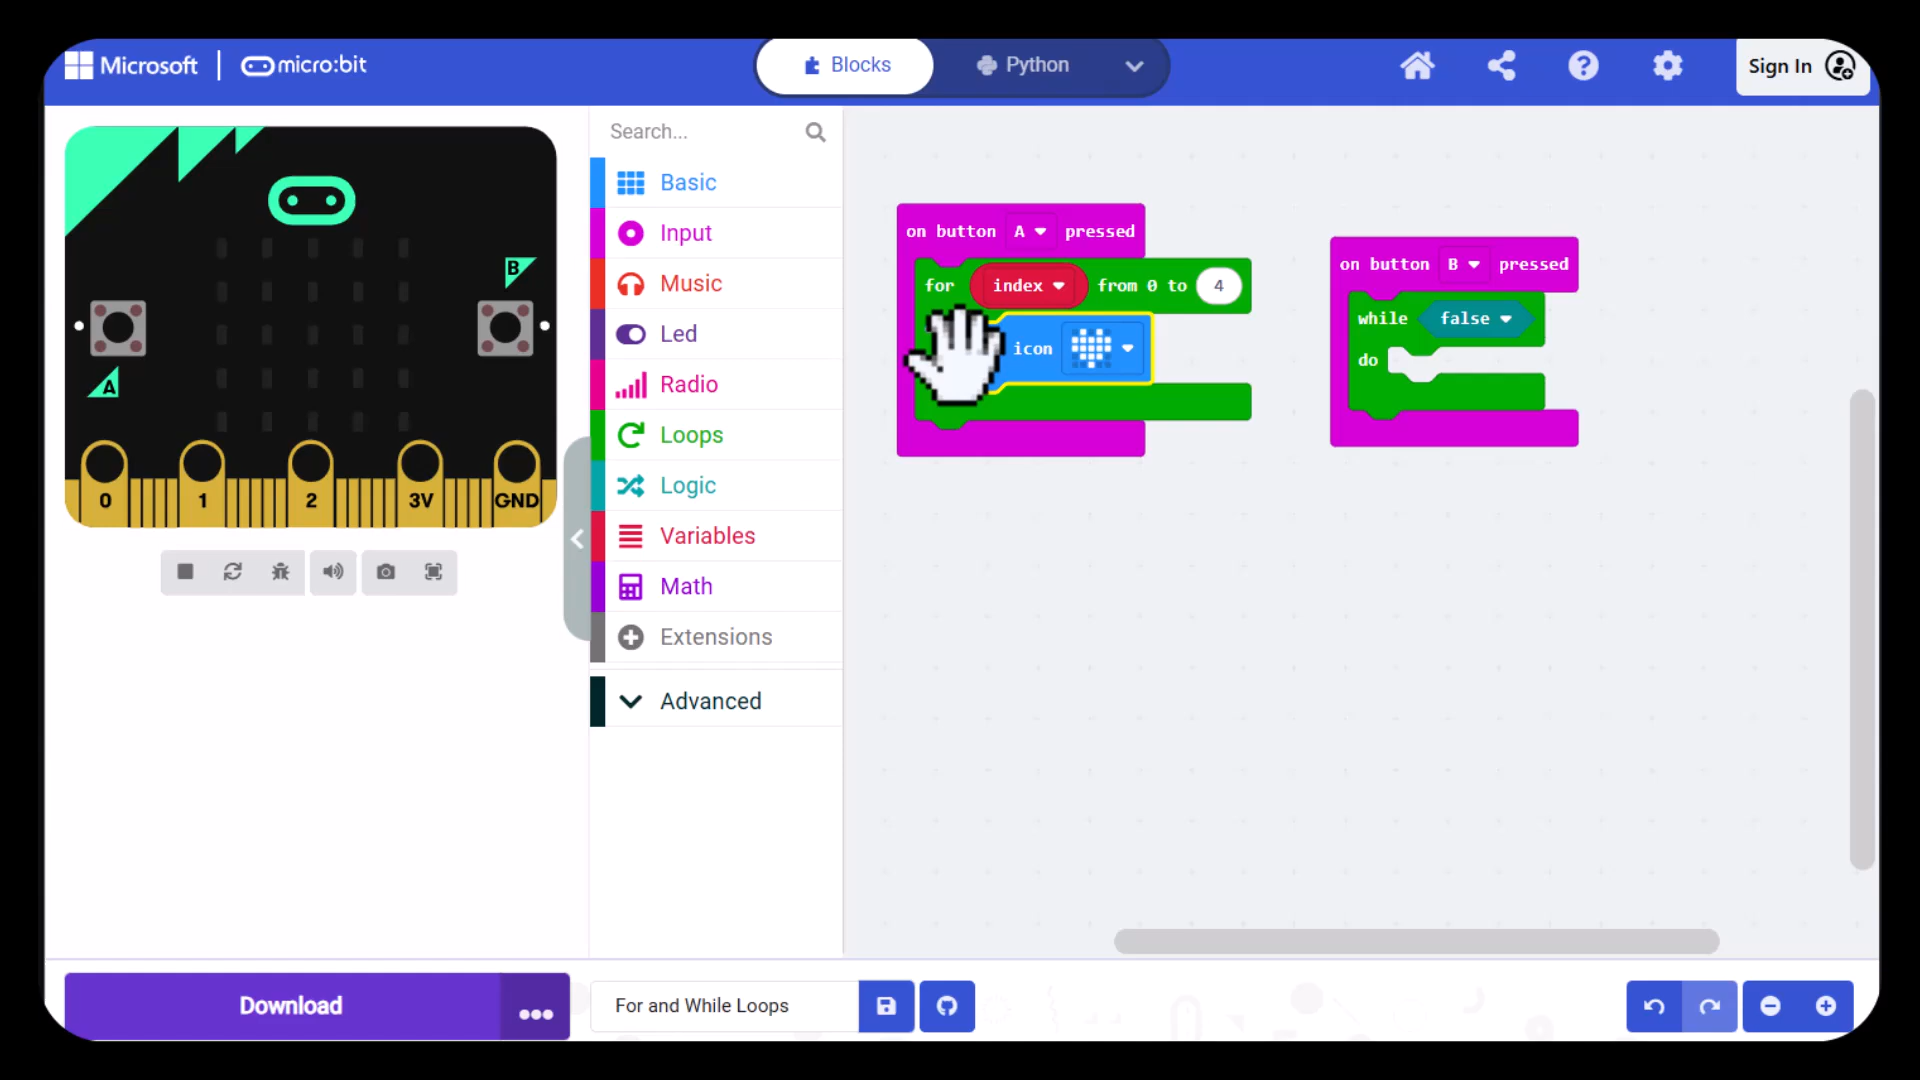 Microsoft | micro:bit
Blocks
Python
Sign In
Search...
Basic
Input
Music
Led
Radio
Loops
Logic
Variables
Math
Extensions
Advanced
B
A
0 1 2 3V GND
on button A pressed
for index from 0 to 4
icon
on button B pressed
while false
do
Download
For and While Loops